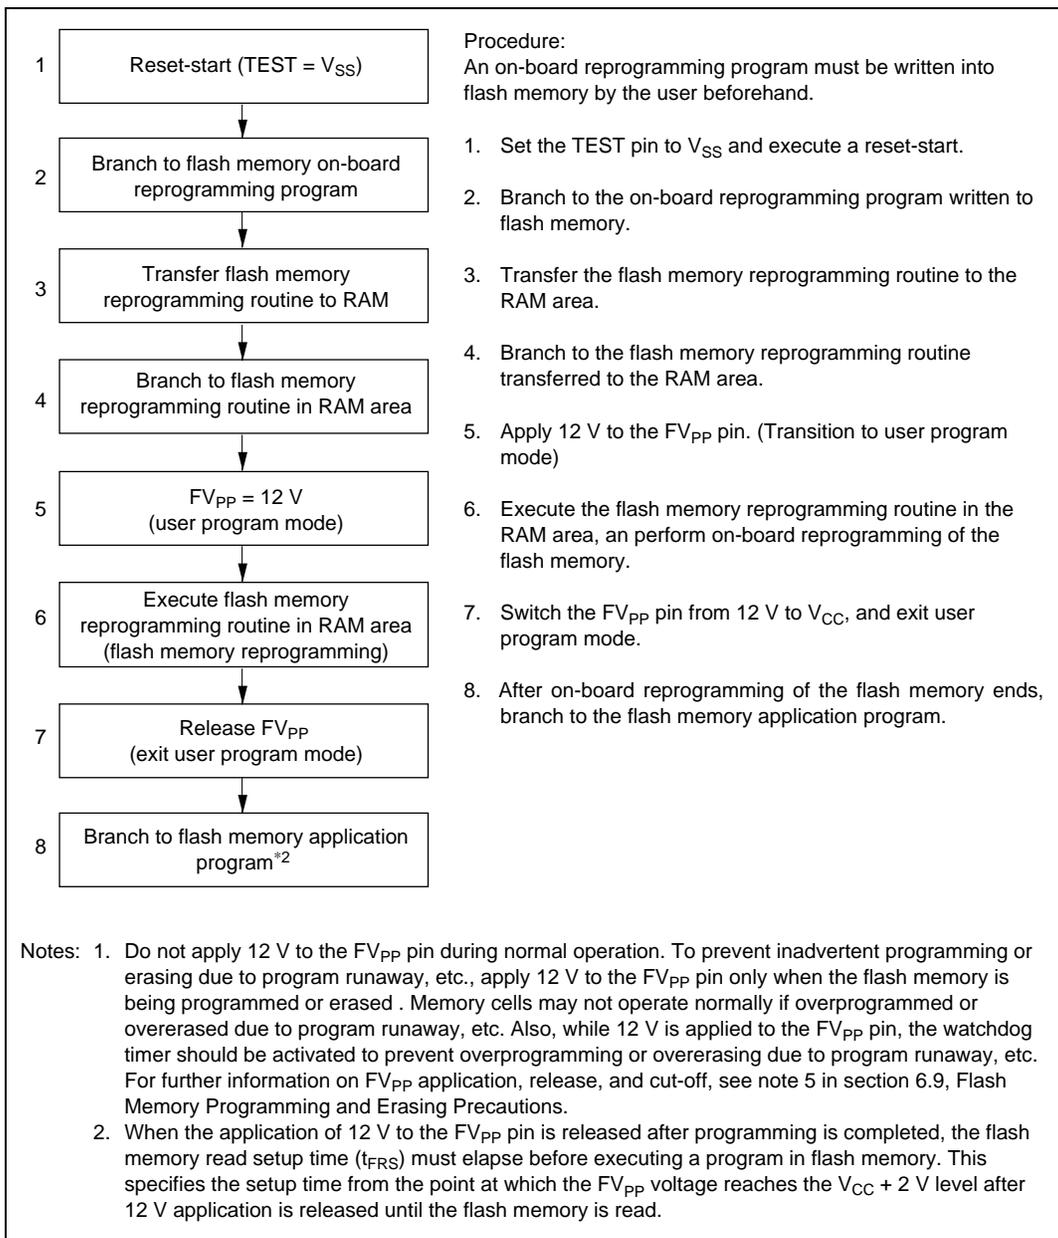 1
Reset-start (TEST = VSS)
2
Branch to flash memory on-board
reprogramming program
3
Transfer flash memory
reprogramming routine to RAM
4
Branch to flash memory
reprogramming routine in RAM area
5
FVPP = 12 V
(user program mode)
6
Execute flash memory
reprogramming routine in RAM area
(flash memory reprogramming)
7
Release FVPP
(exit user program mode)
8
Branch to flash memory application
program*2
Procedure:
An on-board reprogramming program must be written into
flash memory by the user beforehand.
1. Set the TEST pin to VSS and execute a reset-start.
2. Branch to the on-board reprogramming program written to
flash memory.
3. Transfer the flash memory reprogramming routine to the
RAM area.
4. Branch to the flash memory reprogramming routine
transferred to the RAM area.
5. Apply 12 V to the FVPP pin. (Transition to user program
mode)
6. Execute the flash memory reprogramming routine in the
RAM area, an perform on-board reprogramming of the
flash memory.
7. Switch the FVPP pin from 12 V to VCC, and exit user
program mode.
8. After on-board reprogramming of the flash memory ends,
branch to the flash memory application program.
Notes: 1. Do not apply 12 V to the FVPP pin during normal operation. To prevent inadvertent programming or
erasing due to program runaway, etc., apply 12 V to the FVPP pin only when the flash memory is
being programmed or erased . Memory cells may not operate normally if overprogrammed or
overerased due to program runaway, etc. Also, while 12 V is applied to the FVPP pin, the watchdog
timer should be activated to prevent overprogramming or overerasing due to program runaway, etc.
For further information on FVPP application, release, and cut-off, see note 5 in section 6.9, Flash
Memory Programming and Erasing Precautions.
2. When the application of 12 V to the FVPP pin is released after programming is completed, the flash
memory read setup time (tFRS) must elapse before executing a program in flash memory. This
specifies the setup time from the point at which the FVPP voltage reaches the VCC + 2 V level after
12 V application is released until the flash memory is read.